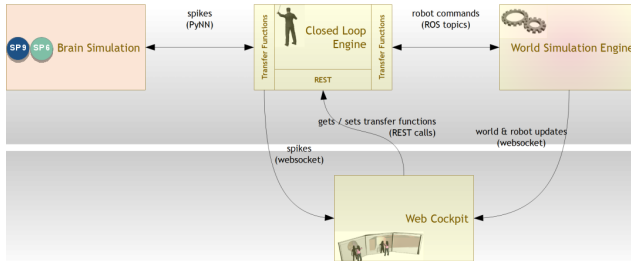 SP9
SP6
Brain Simulation
spikes
(PyNN)
Transfer Functions
Closed Loop
Engine
REST
Transfer Functions
robot commands
(ROS topics)
World Simulation Engine
gets / sets transfer functions
(REST calls)
spikes
(websocket)
world & robot updates
(websocket)
Web Cockpit